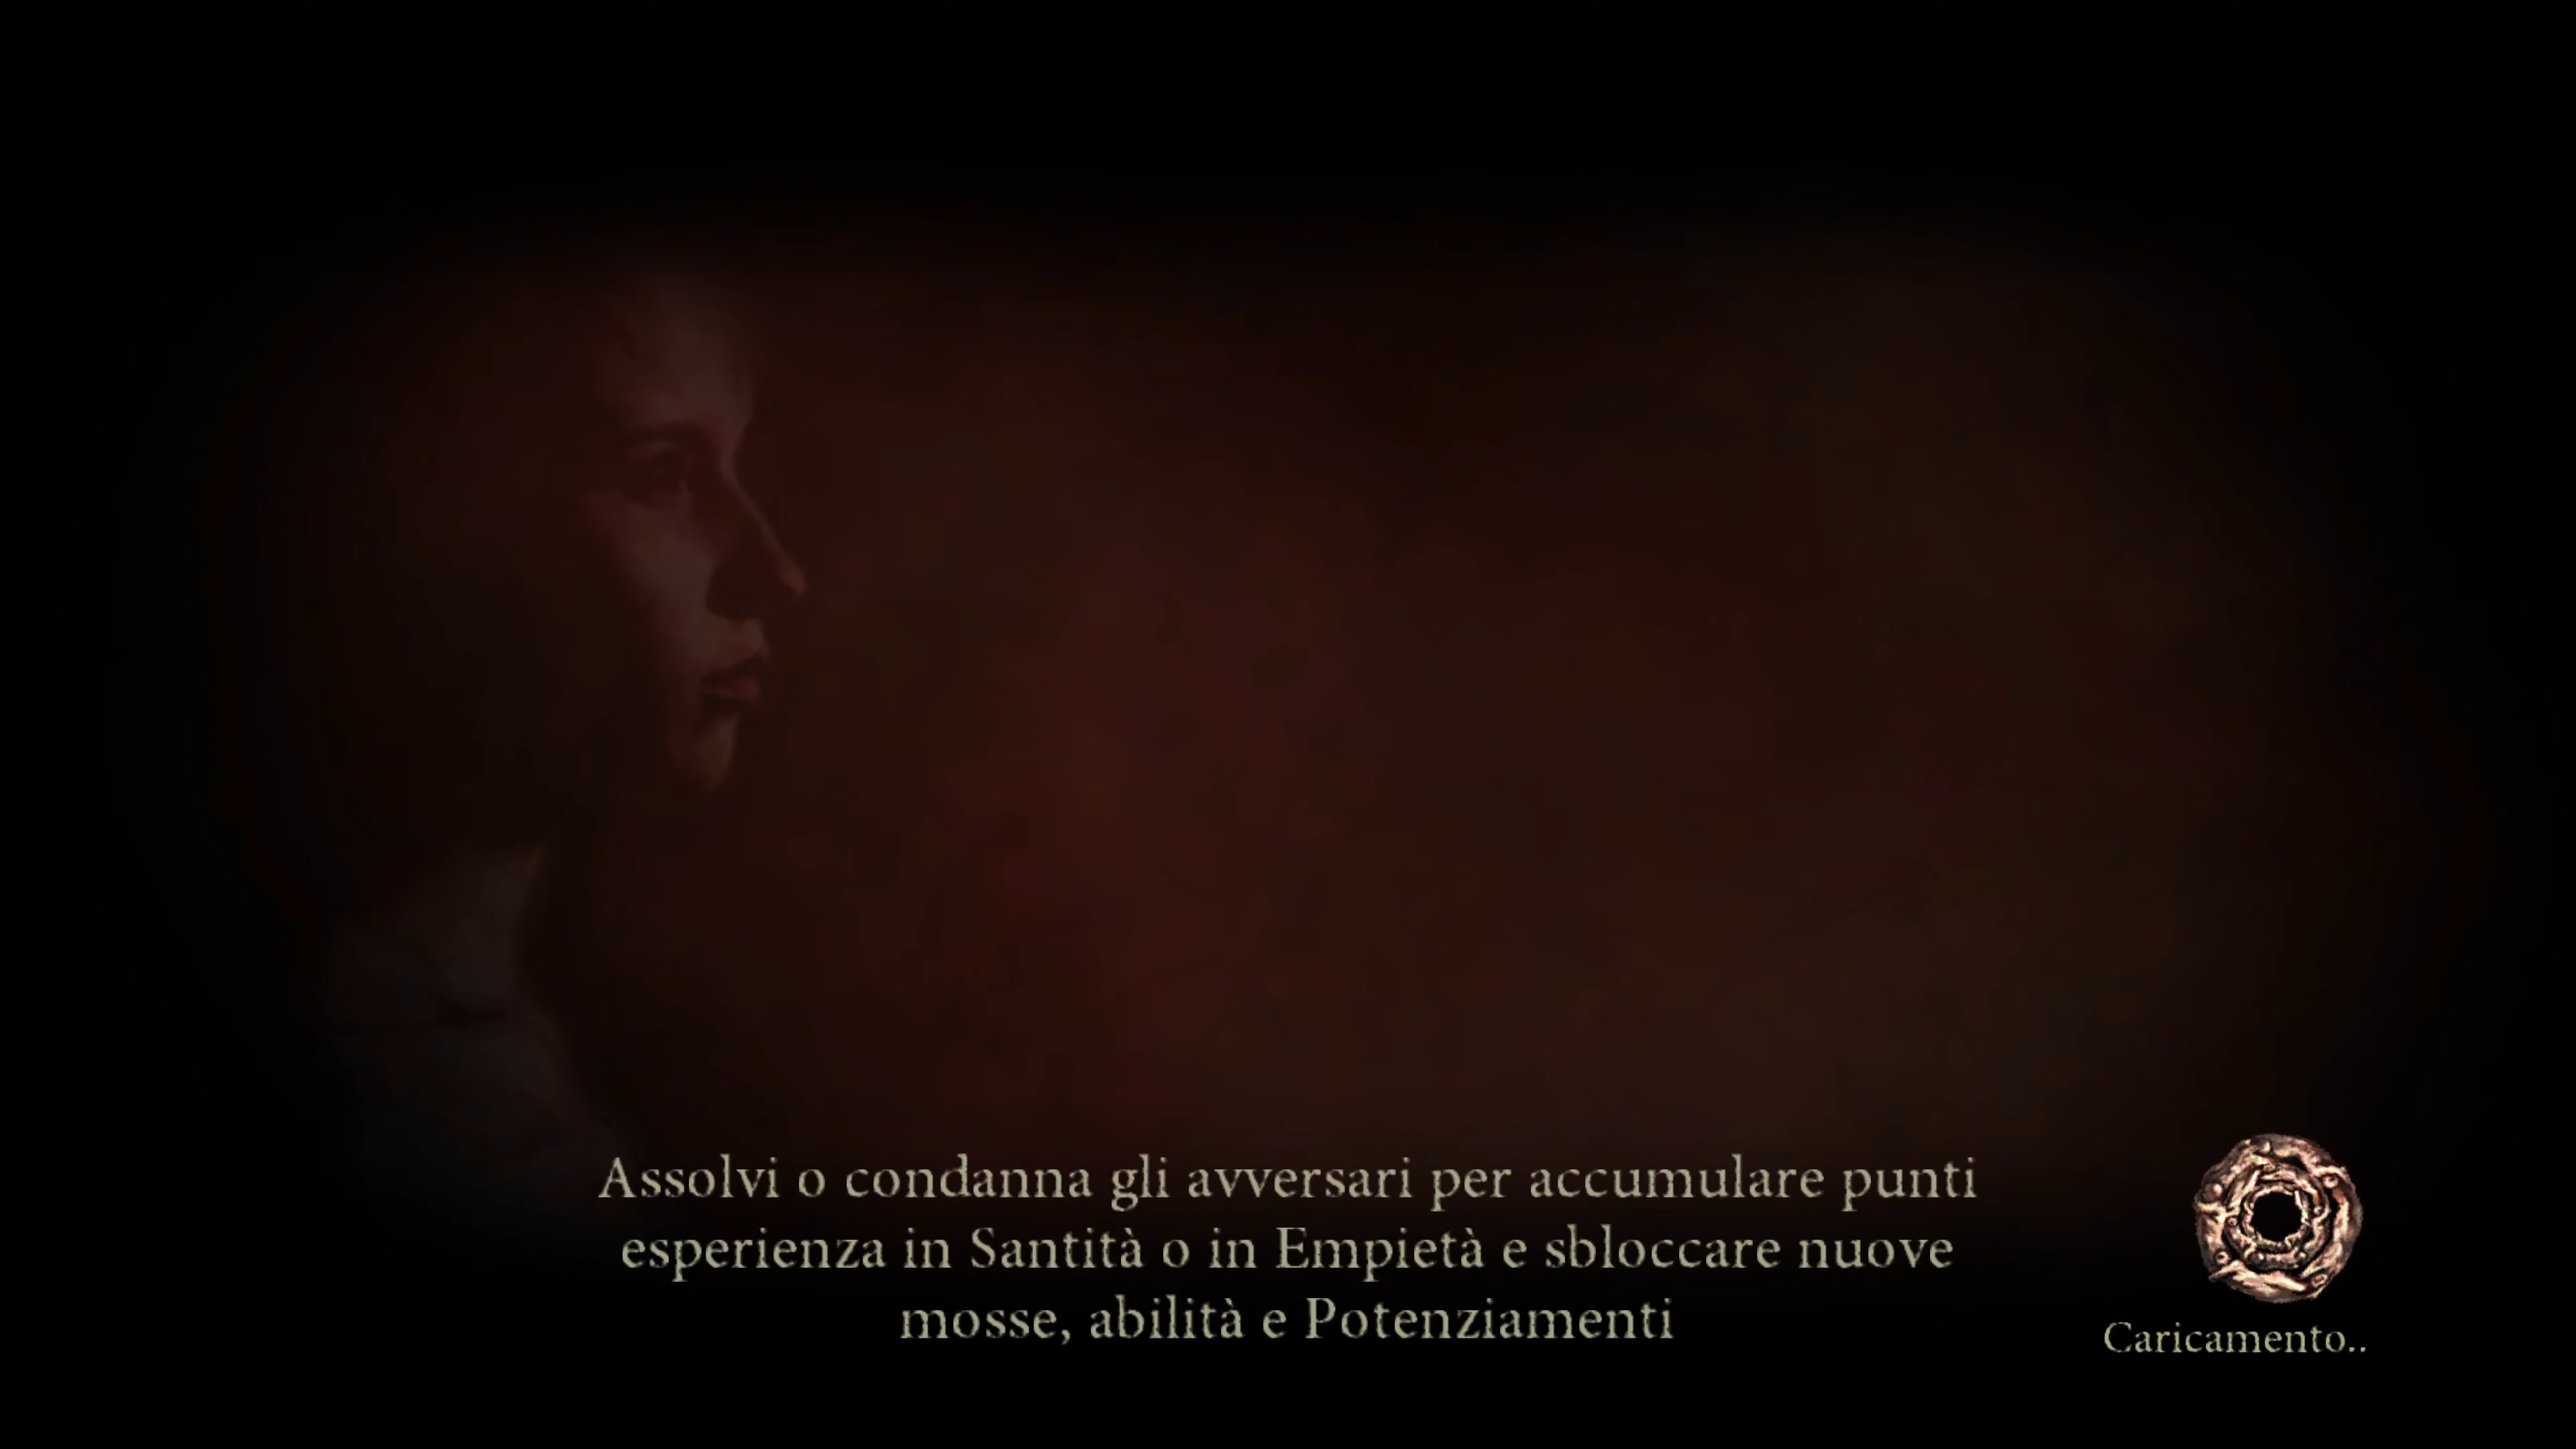 Assolvi o condanna gli avversari per accumulare punti
esperienza in Santità o in Empietà e sbloccare nuove
mosse, abilità e Potenziamenti
Caricamento..